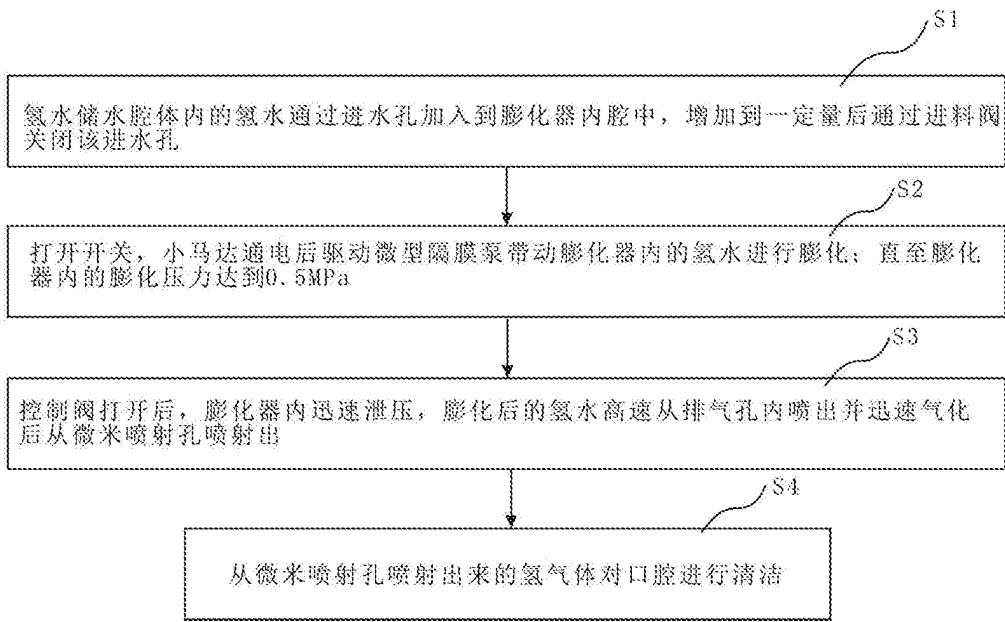 S1
氢水储水腔体内的氢水通过进水孔加入到膨化器内腔中，增加到一定量后通过进料阀
关闭该进水孔
S2
打开开关，小马达通电后驱动微型隔膜泵带动膨化器内的氢水进行膨化；直至膨化
器内的膨化压力达到0.5MPa
S3
控制阀打开后，膨化器内迅速泄压，膨化后的氢水高速从排气孔内喷出并迅速气化
后从微米喷射孔喷射出
S4
从微米喷射孔喷射出来的氢气体对口腔进行清洁